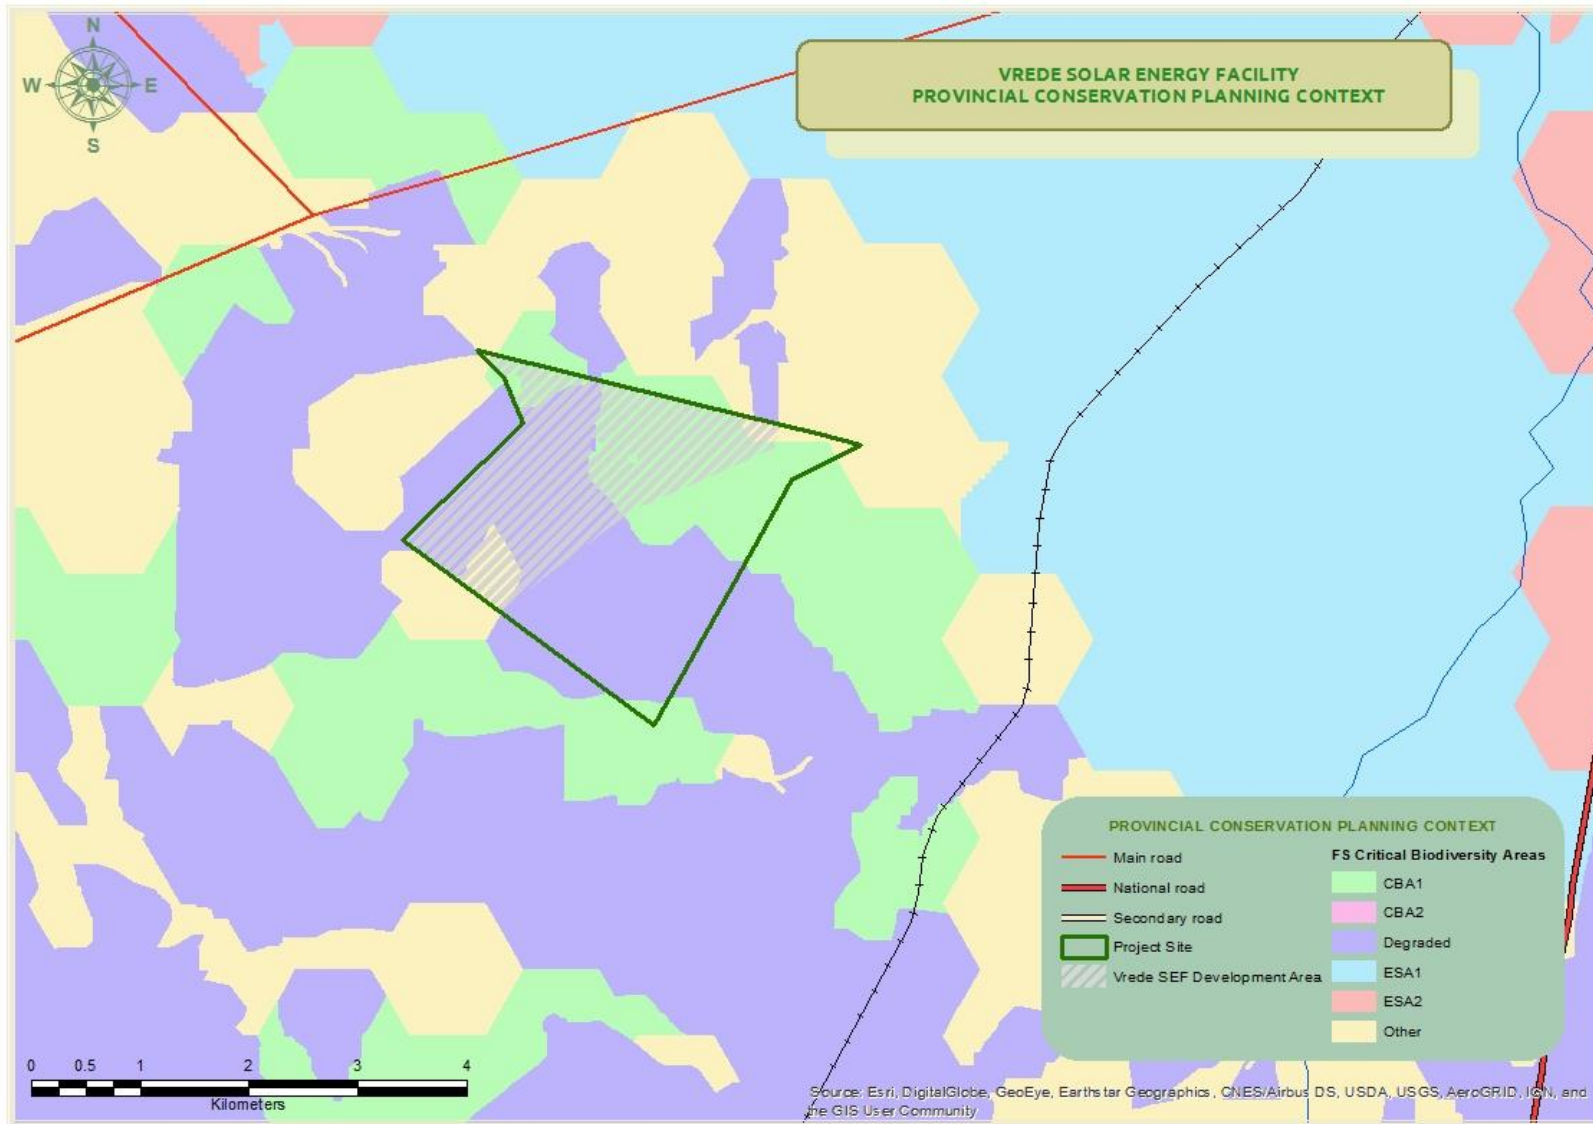 N
W
E
S
VREDE SOLAR ENERGY FACILITY
PROVINCIAL CONSERVATION PLANNING CONTEXT
PROVINCIAL CONSERVATION PLANNING CONTEXT
Main road
National road
Secondary road
Project Site
Vrede SEF Development Area
FS Critical Biodiversity Areas
CBA1
CBA2
Degraded
ESA1
ESA2
Other
0 0.5 1 2 3 4
Kilometers
Source: Esri, DigitalGlobe, GeoEye, Earthstar Geographics, CNES/Airbus DS, USDA, USGS, AeroGRID, IGN, and
the GIS User Community